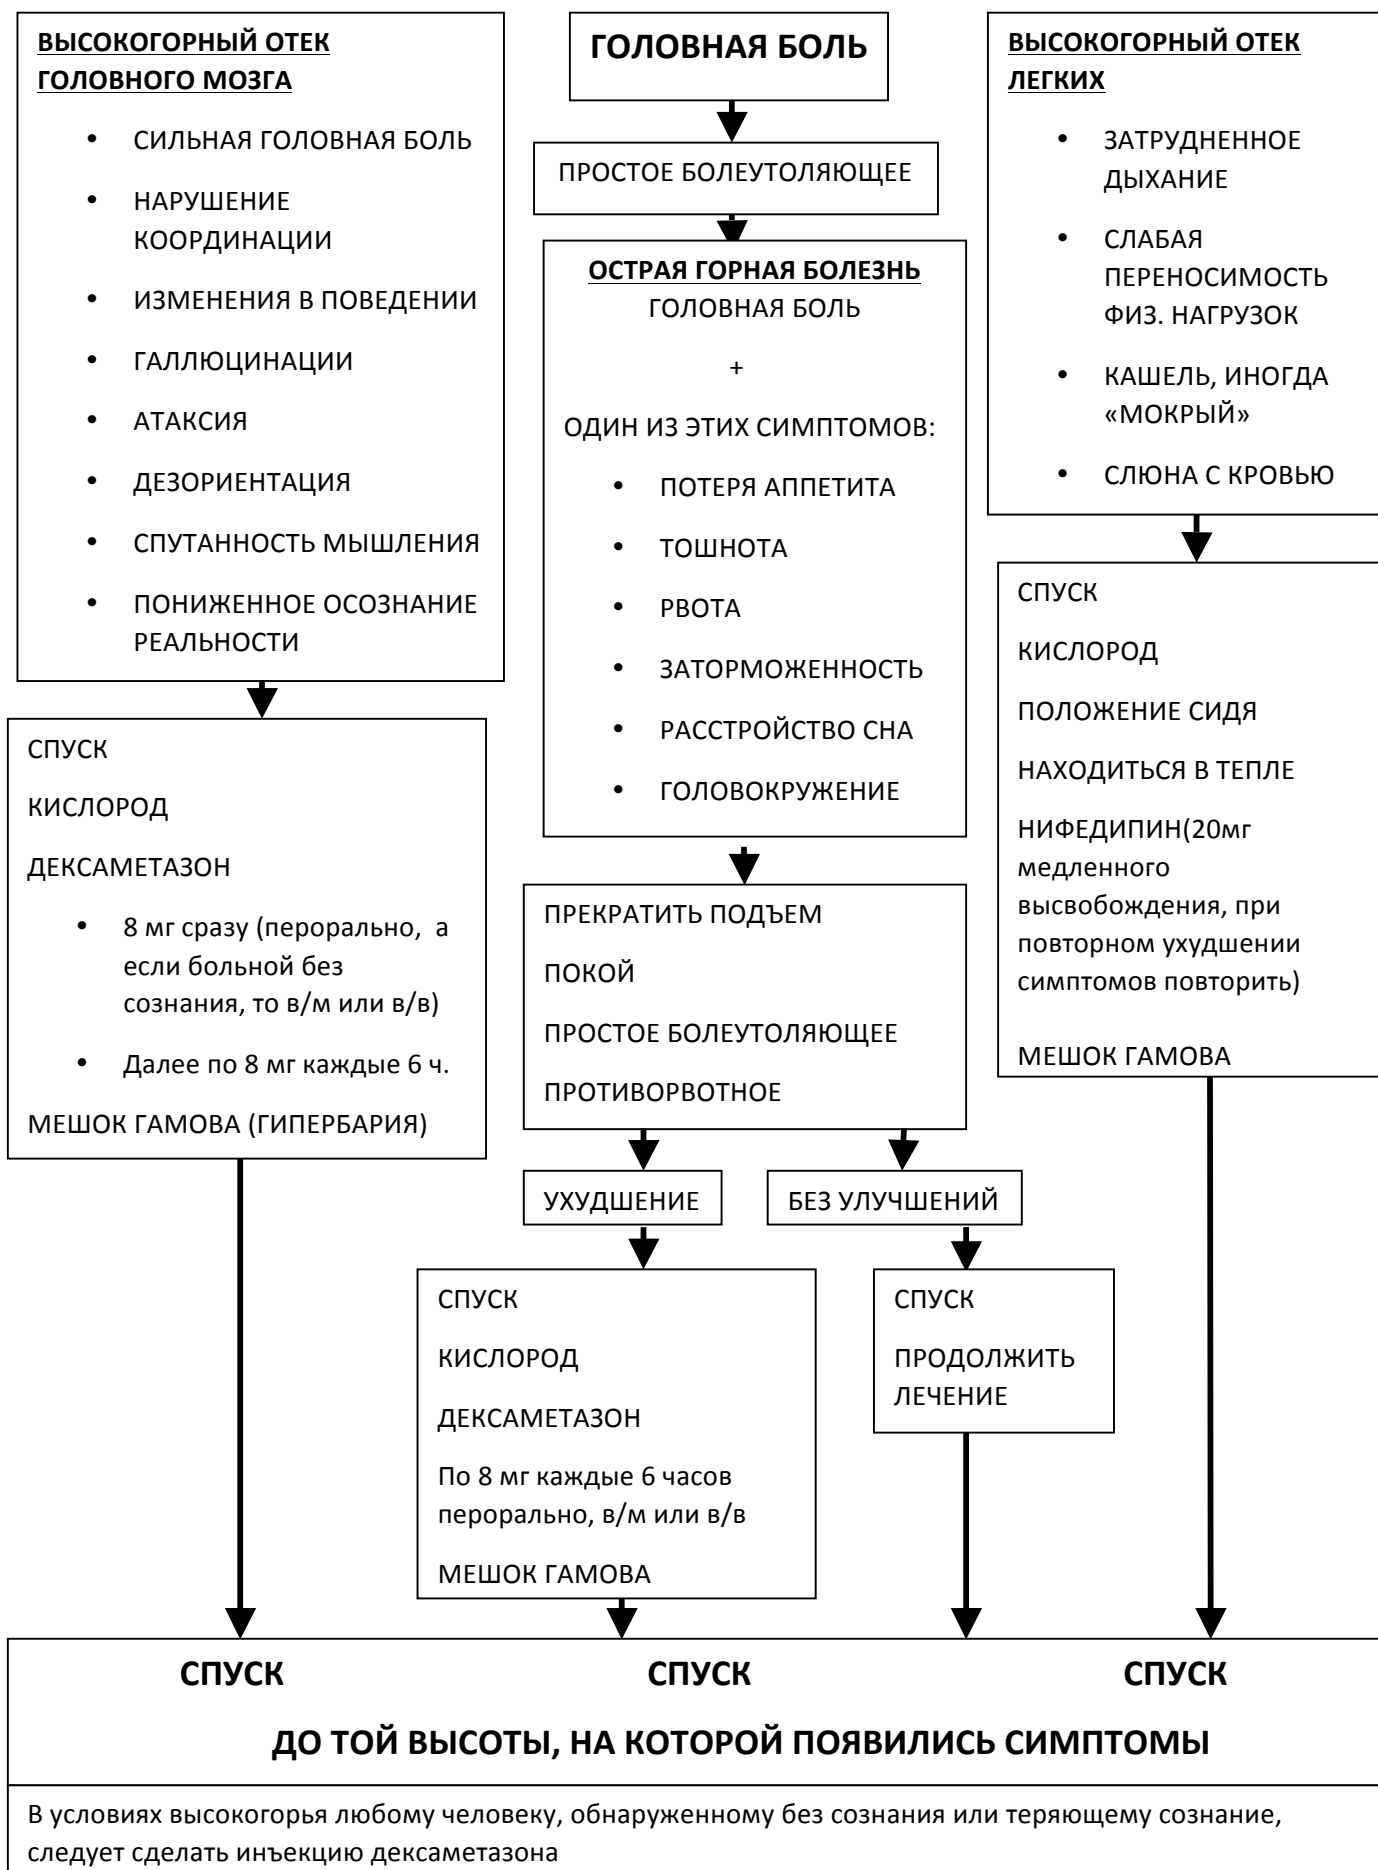 ВЫСОКОГОРНЫЙ ОТЕК
ГОЛОВНОГО МОЗГА
• СИЛЬНАЯ ГОЛОВНАЯ БОЛЬ
• НАРУШЕНИЕ
КООРДИНАЦИИ
• ИЗМЕНЕНИЯ В ПОВЕДЕНИИ
• ГАЛЛЮЦИНАЦИИ
• АТАКСИЯ
• ДЕЗОРИЕНТАЦИЯ
• СПУТАННОСТЬ МЫШЛЕНИЯ
• ПОНИЖЕННОЕ ОСОЗНАНИЕ
РЕАЛЬНОСТИ
СПУСК
КИСЛОРОД
ДЕКСАМЕТАЗОН
• 8 мг сразу (перорально, а
если больной без
сознания, то в/м или в/в)
• Далее по 8 мг каждые 6 ч.
МЕШОК ГАМОВА (ГИПЕРБАРИЯ)
ГОЛОВНАЯ БОЛЬ
ПРОСТОЕ БОЛЕУТОЛЯЮЩЕЕ
ОСТРАЯ ГОРНАЯ БОЛЕЗНЬ
ГОЛОВНАЯ БОЛЬ
+
ОДИН ИЗ ЭТИХ СИМПТОМОВ:
• ПОТЕРЯ АППЕТИТА
• ТОШНОТА
• РВОТА
• ЗАТОРМОЖЕННОСТЬ
• РАССТРОЙСТВО СНА
• ГОЛОВОКРУЖЕНИЕ
ПРЕКРАТИТЬ ПОДЪЕМ
ПОКОЙ
ПРОСТОЕ БОЛЕУТОЛЯЮЩЕЕ
ПРОТИВОРВОТНОЕ
УХУДШЕНИЕ
СПУСК
КИСЛОРОД
ДЕКСАМЕТАЗОН
По 8 мг каждые 6 часов
перорально, в/м или в/в
МЕШОК ГАМОВА
БЕЗ УЛУЧШЕНИЙ
СПУСК
ПРОДОЛЖИТЬ
ЛЕЧЕНИЕ
ВЫСОКОГОРНЫЙ ОТЕК
ЛЕГКИХ
• ЗАТРУДНЕННОЕ
ДЫХАНИЕ
• СЛАБАЯ
ПЕРЕНОСИМОСТЬ
ФИЗ. НАГРУЗОК
• КАШЕЛЬ, ИНОГДА
«МОКРЫЙ»
• СЛЮНА С КРОВЬЮ
СПУСК
КИСЛОРОД
ПОЛОЖЕНИЕ СИДЯ
НАХОДИТЬСЯ В ТЕПЛЕ
НИФЕДИПИН(20мг
медленного
высвобождения, при
повторном ухудшении
симптомов повторить)
МЕШОК ГАМОВА
СПУСК СПУСК СПУСК
ДО ТОЙ ВЫСОТЫ, НА КОТОРОЙ ПОЯВИЛИСЬ СИМПТОМЫ
В условиях высокогорья любому человеку, обнаруженному без сознания или теряющему сознание,
следует сделать инъекцию дексаметазона